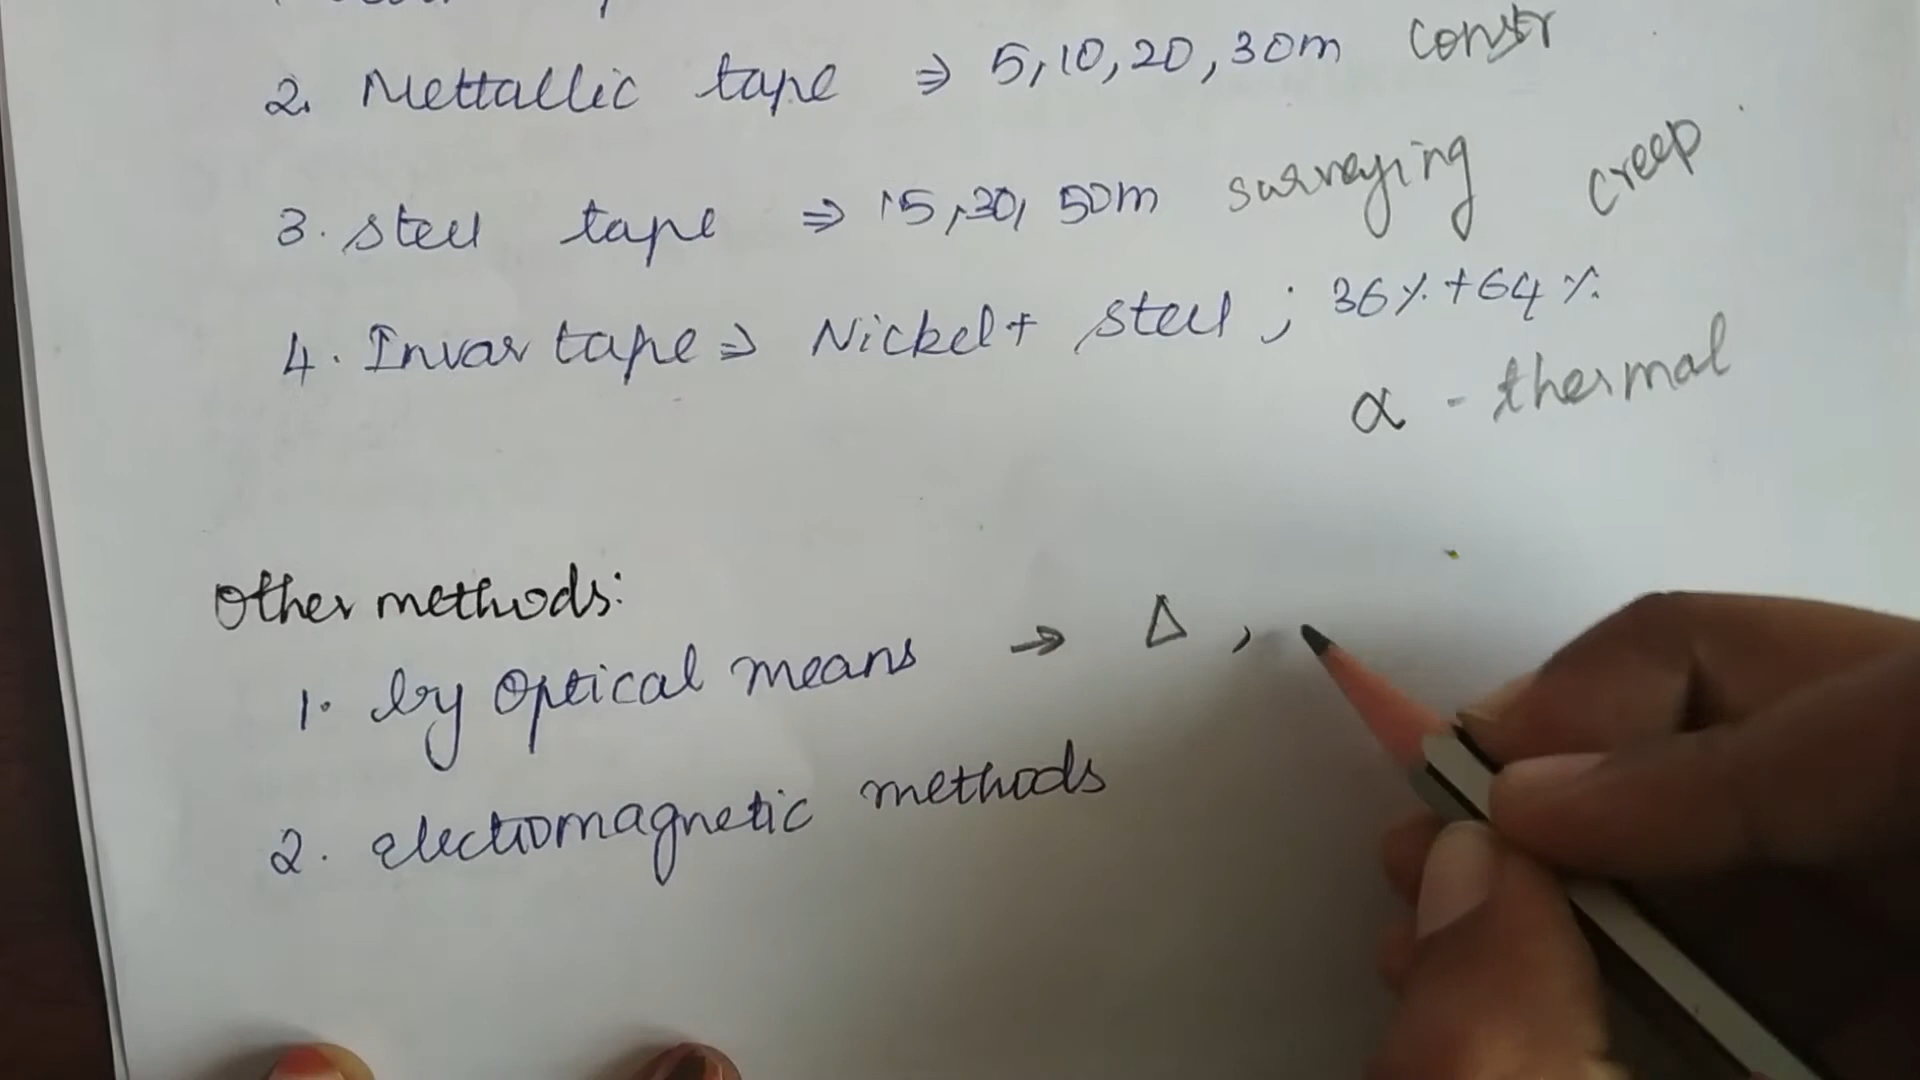 2. Mettallic tape ⇒ 5,10,20,30m constr
3. steel tape ⇒ 15,30, 50m surveying creep
4. Invar tape ⇒ Nickel + steel ; 36%+64%
α - thermal
Other methods:
1. by optical means → Δ ,
2. electromagnetic methods